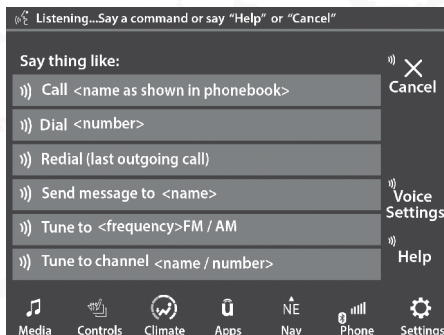 Listening...Say a command or say “Help” or “Cancel”
Say thing like:
Call <name as shown in phonebook>
Dial <number>
Redial (last outgoing call)
Send message to <name>
Tune to <frequency>FM / AM
Tune to channel <name / number>
Cancel
Voice
Settings
Help
NE
Media Controls Climate Apps Nav Phone Settings